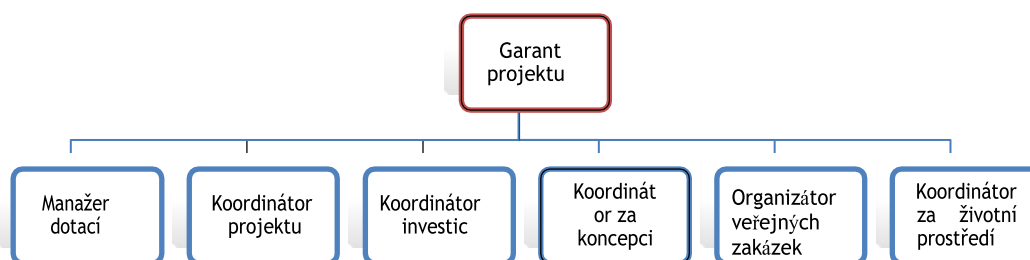 Garant
projektu
Manažer
dotací
Koordinátor
projektu
Koordinátor
investic
Koordinát
or za
koncepci
Organizátor
veřejných
zakázek
Koordinátor
za životní
prostředí